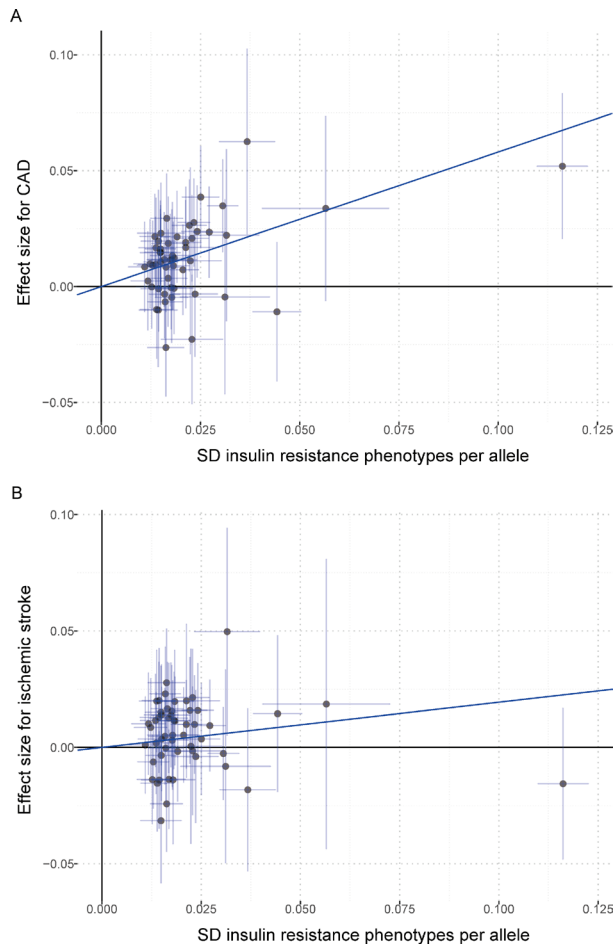 A
0.10
0.05
0.00
−0.05
Effect size for CAD
0.000 0.025 0.050 0.075 0.100 0.125
SD insulin resistance phenotypes per allele
B
0.10
0.05
0.00
−0.05
Effect size for ischemic stroke
0.000 0.025 0.050 0.075 0.100 0.125
SD insulin resistance phenotypes per allele